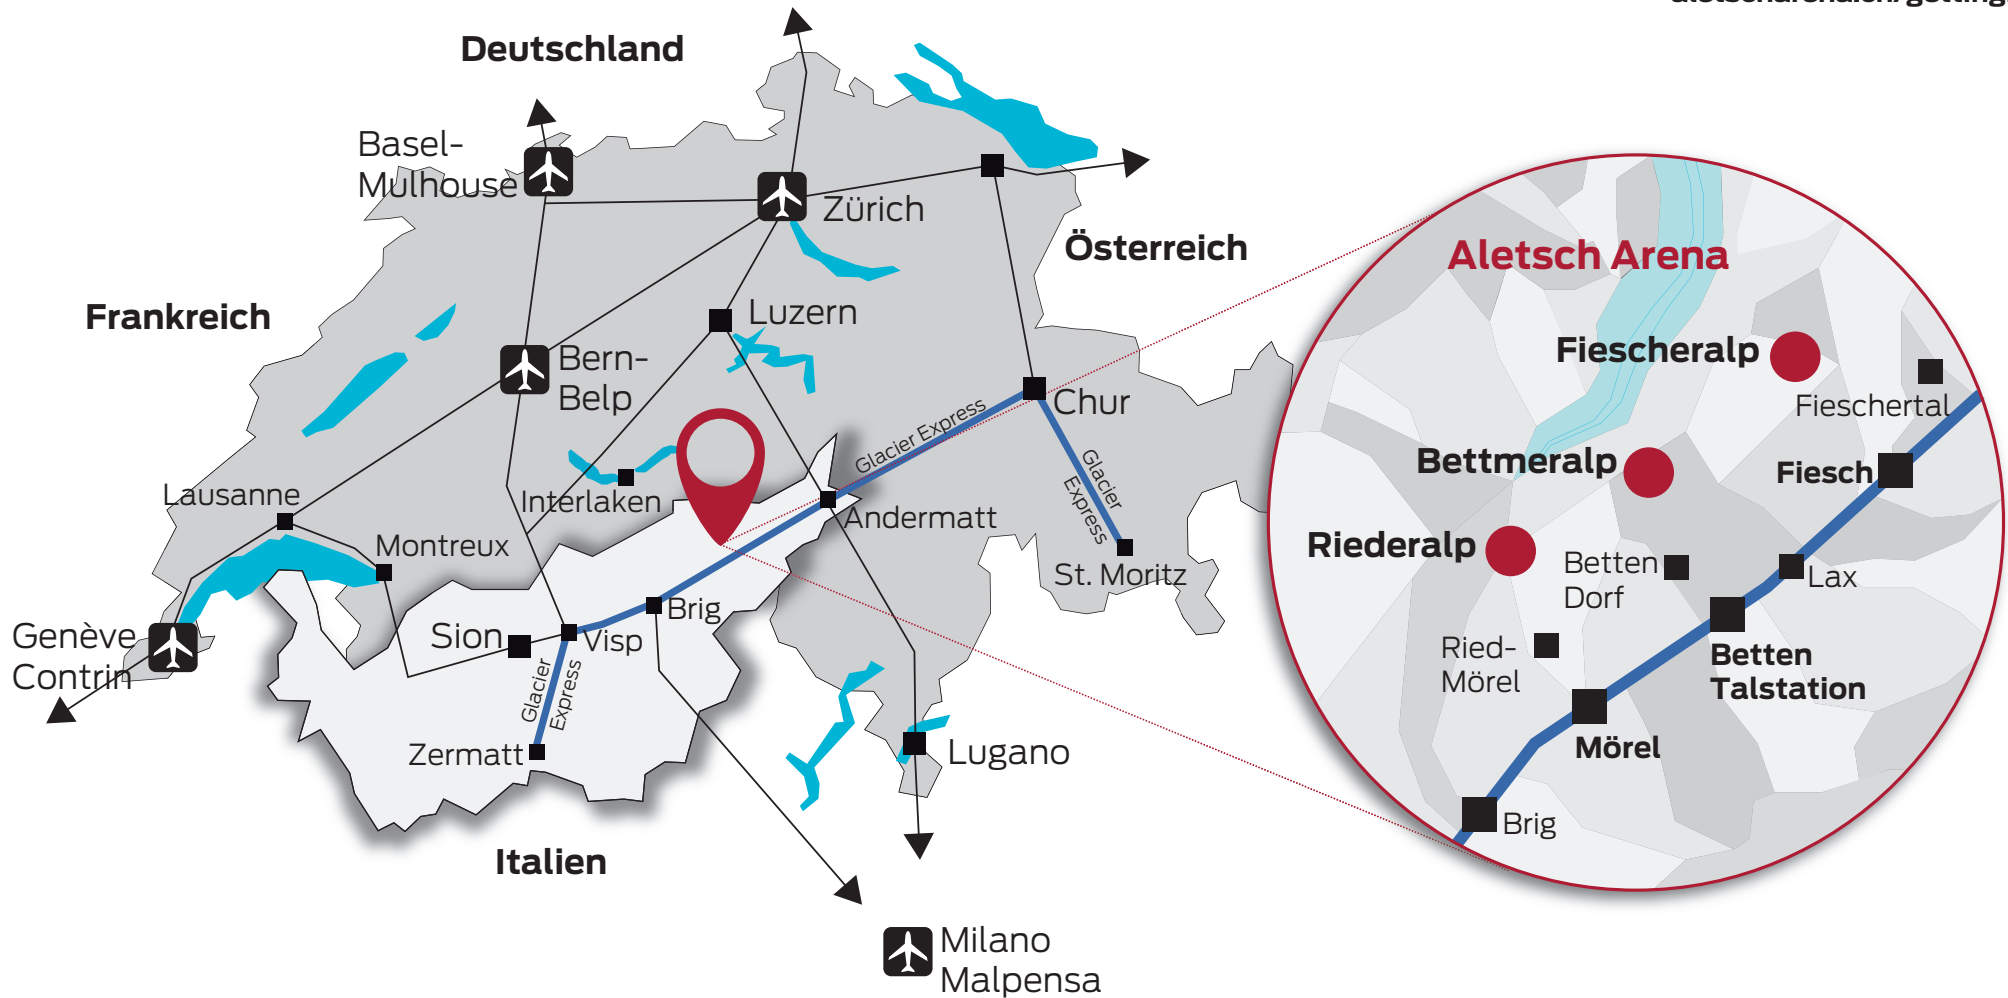 Deutschland
Basel-
Mulhouse
Zürich
Österreich
Frankreich
Luzern
Bern-
Belp
Chur
Glacier Express
Glacier
Express
Interlaken
Lausanne
Andermatt
Montreux
St. Moritz
Brig
Genève
Contrin
Sion
Visp
Glacier
Express
Zermatt
Lugano
Italien
Milano
Malpensa
Aletsch Arena
Fiescheralp
Fieschertal
Bettmeralp
Fiesch
Riederalp
Betten
Dorf
Lax
Ried-
Mörel
Betten
Talstation
Mörel
Brig